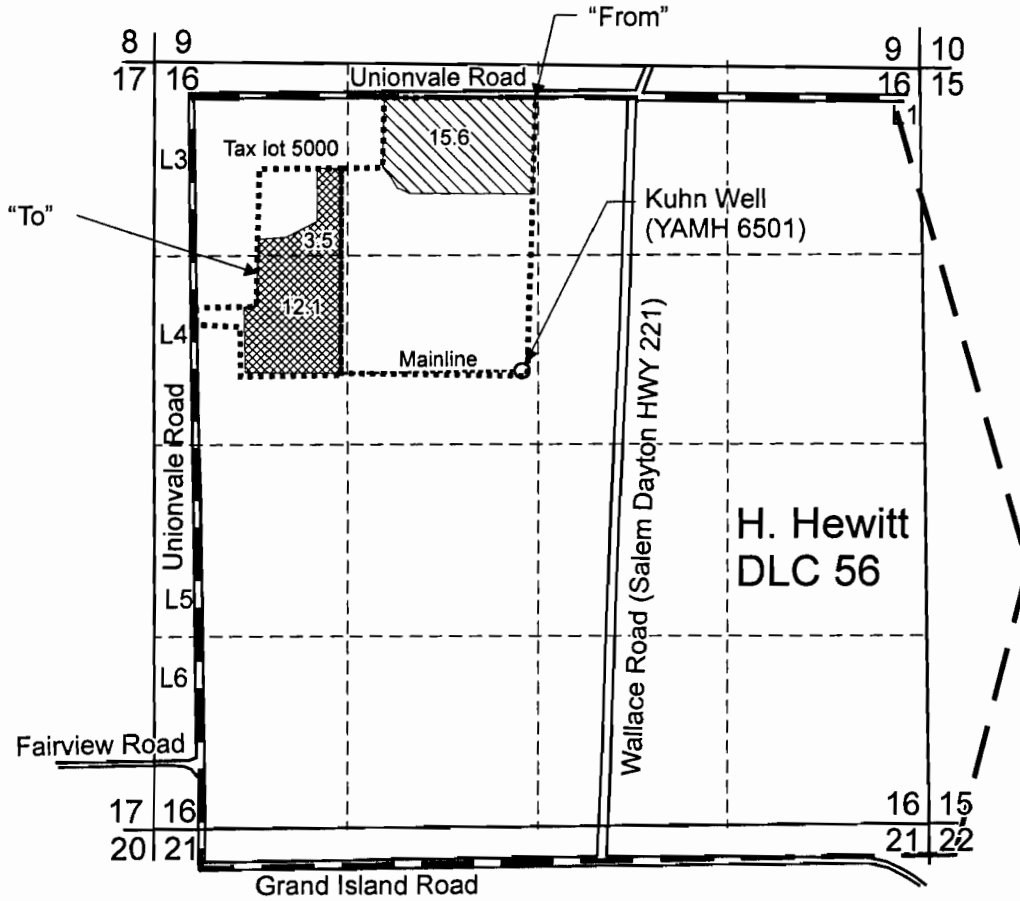 “From”
8 9
9 10
17 16
16 15
Unionvale Road
L1
15.6
Tax lot 5000
L3
Kuhn Well
(YAMH 6501)
“To”
3.5
12.1
L4
Mainline
Unionvale Road
Wallace Road (Salem Dayton HWY 221)
H. Hewitt
DLC 56
L5
L6
Fairview Road
17 16
16 15
20 21
21 22
Grand Island Road